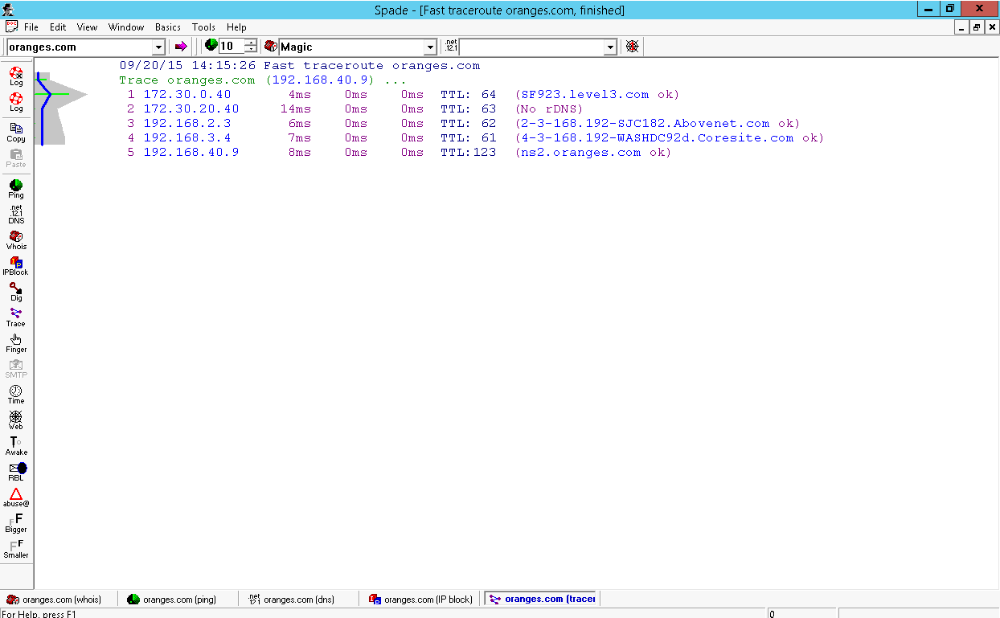 Spade - [Fast traceroute oranges.com, finished]
File Edit View Window Basics Tools Help
oranges.com 10 Magic .net 12.1
09/20/15 14:15:26 Fast traceroute oranges.com
Trace oranges.com (192.168.40.9) ...
1 172.30.0.40 4ms 0ms 0ms TTL: 64 (SF923.level3.com ok)
2 172.30.20.40 14ms 0ms 0ms TTL: 63 (No rDNS)
3 192.168.2.3 6ms 0ms 0ms TTL: 62 (2-3-168.192-SJC182.Abovenet.com ok)
4 192.168.3.4 7ms 0ms 0ms TTL: 61 (4-3-168.192-WASHDC92d.Coresite.com ok)
5 192.168.40.9 8ms 0ms 0ms TTL:123 (ns2.oranges.com ok)
Log
Log
Copy
Paste
Ping
.net
.12.1
DNS
Whois
IPBlock
Dig
Trace
Finger
SMTP
Time
Web
Awake
RBL
abuse@
Bigger
Smaller
oranges.com (whois) oranges.com (ping) oranges.com (dns) oranges.com (IP block) oranges.com (tracer
For Help, press F1 0